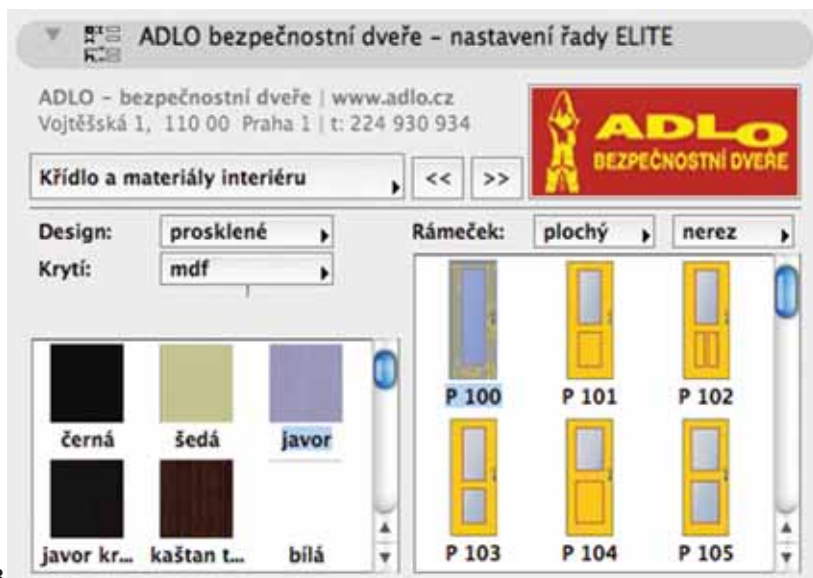 ADLO bezpečnostní dveře – nastavení řady ELITE
ADLO – bezpečnostní dveře | www.adlo.cz
Vojtěšská 1, 110 00 Praha 1 | t: 224 930 934
ADLO
BEZPEČNOSTNÍ DVEŘE
Křídlo a materiály interiéru
<< >>
Design: prosklené
Rámeček: plochý nerez
Krytí: mdf
P 100 P 101 P 102
černá šedá javor
P 103 P 104 P 105
javor kr... kaštan t... bílá